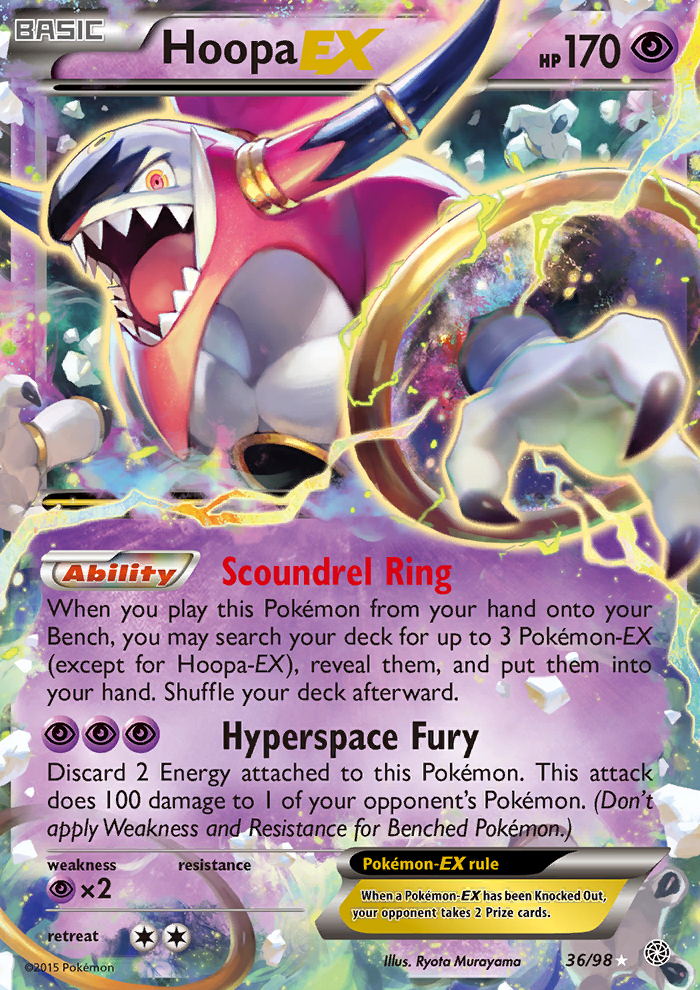 BASIC
HoopaEX
HP170
Ability
Scoundrel Ring
When you play this Pokémon from your hand onto your
Bench, you may search your deck for up to 3 Pokémon-EX
(except for Hoopa-EX), reveal them, and put them into
your hand. Shuffle your deck afterward.
Hyperspace Fury
Discard 2 Energy attached to this Pokémon. This attack
does 100 damage to 1 of your opponent's Pokémon. (Don't
apply Weakness and Resistance for Benched Pokémon.)
weakness resistance
×2
Pokémon-EX rule
When a Pokémon-EX has been Knocked Out,
your opponent takes 2 Prize cards.
retreat
©2015 Pokémon
Illus. Ryota Murayama
36/98 ★